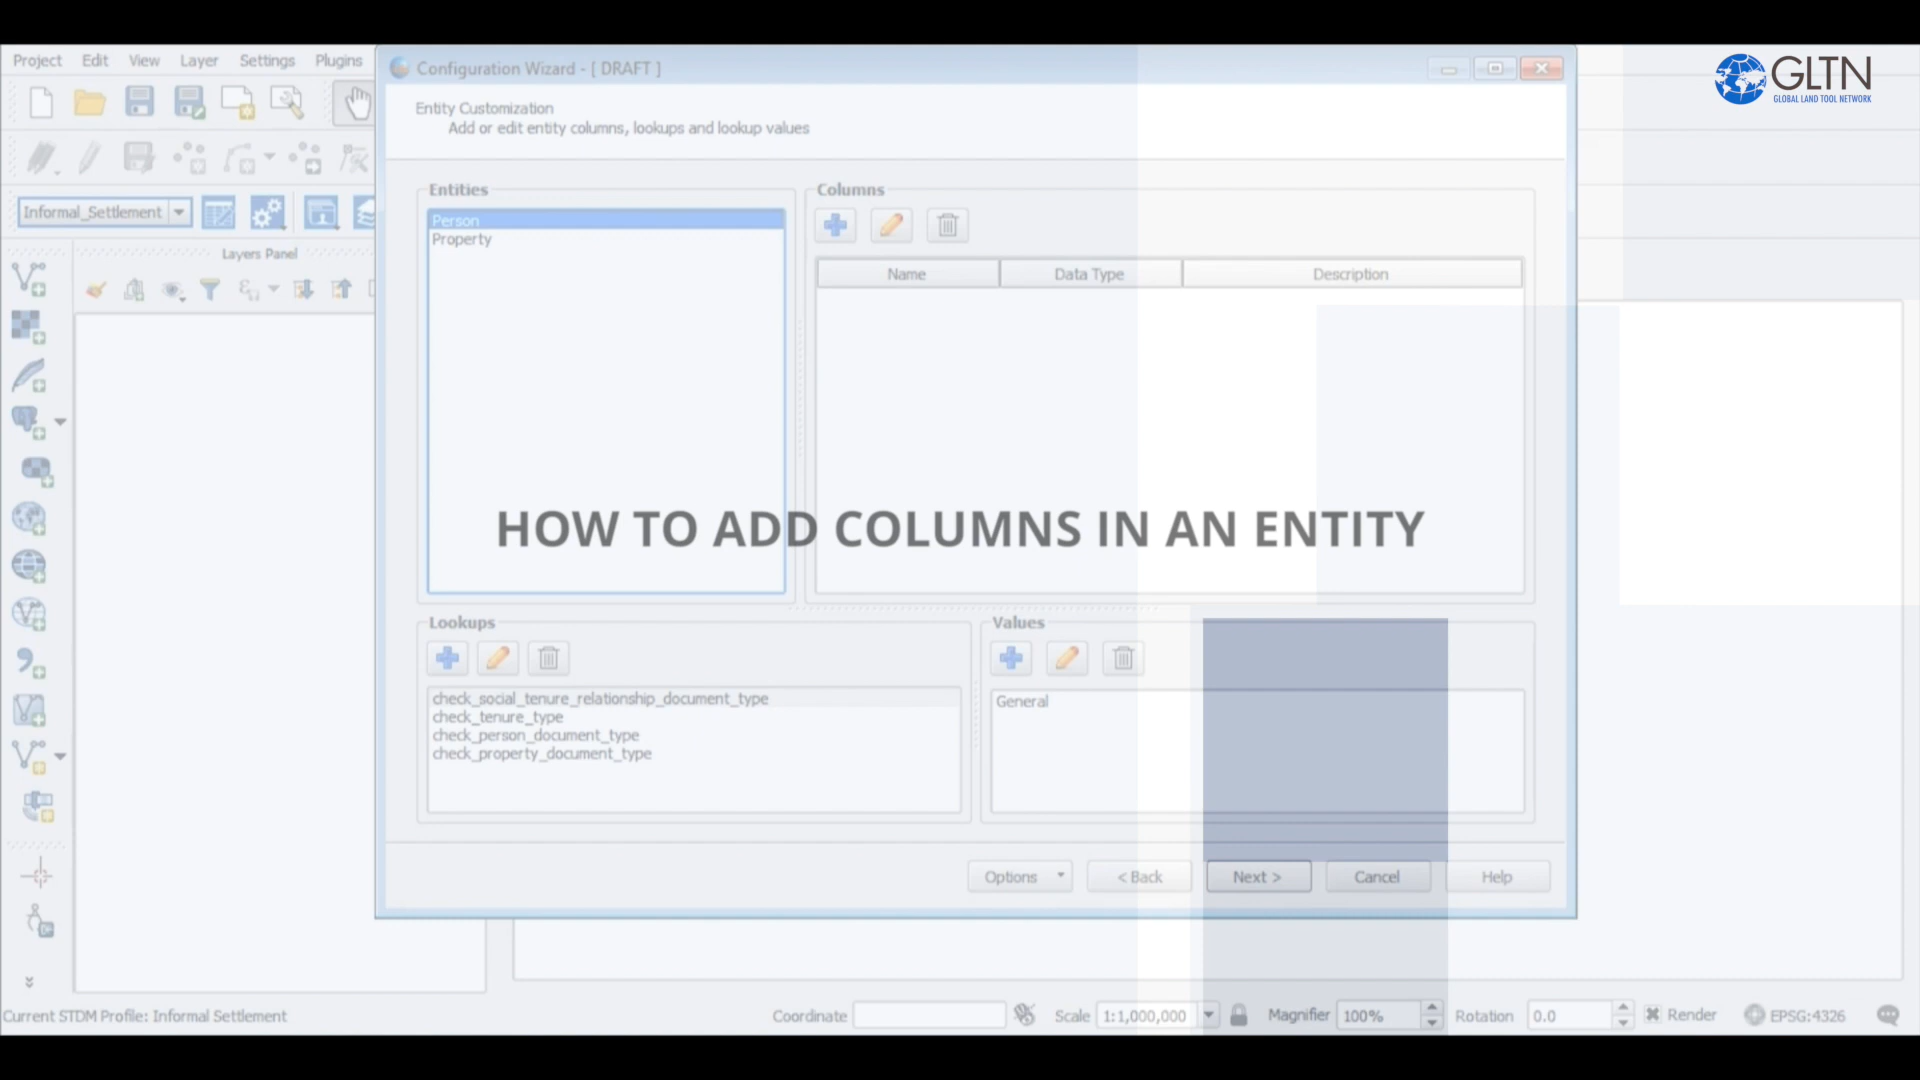 GLTN
GLOBAL LAND TOOL NETWORK
Project Edit View Layer Settings Plugins
Configuration Wizard - [ DRAFT ]
Entity Customization
Add or edit entity columns, lookups and lookup values
Informal_Settlement
Layers Panel
Entities
Person
Property
Columns
Name Data Type Description
HOW TO ADD COLUMNS IN AN ENTITY
Lookups
check_social_tenure_relationship_document_type
check_tenure_type
check_person_document_type
check_property_document_type
Values
General
Options < Back Next > Cancel Help
Current STDM Profile: Informal Settlement Coordinate Scale 1:1,000,000 Magnifier 100% Rotation 0.0 Render EPSG:4326